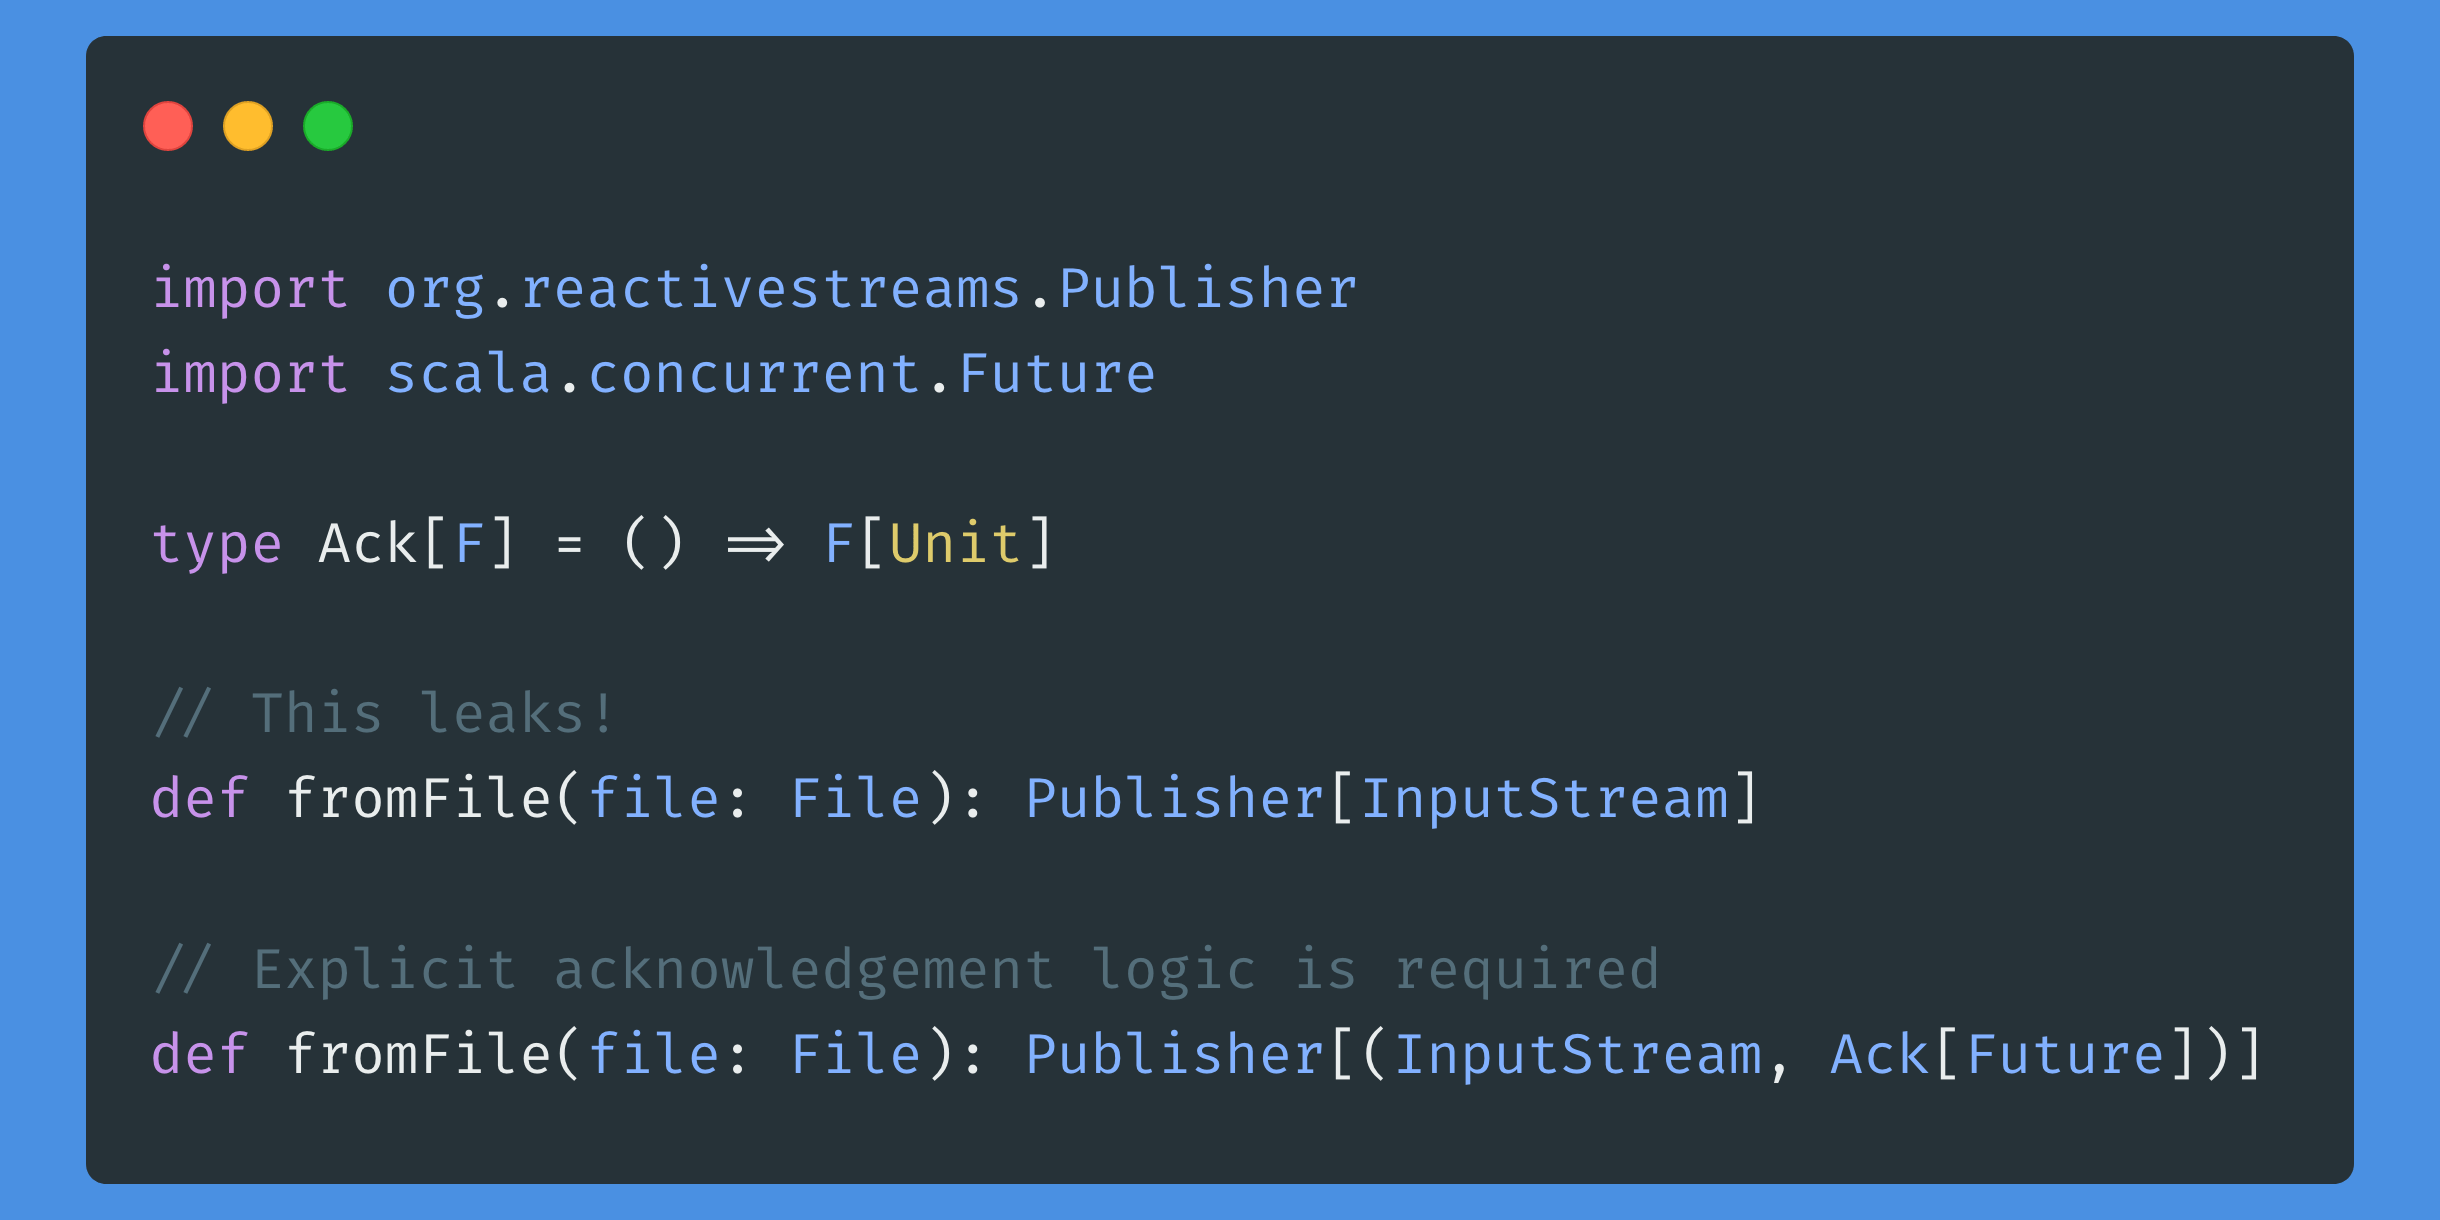 import org.reactivestreams.Publisher
import scala.concurrent.Future
type Ack[F] = () => F[Unit]
// This leaks!
def fromFile(file: File): Publisher[InputStream]
// Explicit acknowledgement logic is required
def fromFile(file: File): Publisher[(InputStream, Ack[Future])]